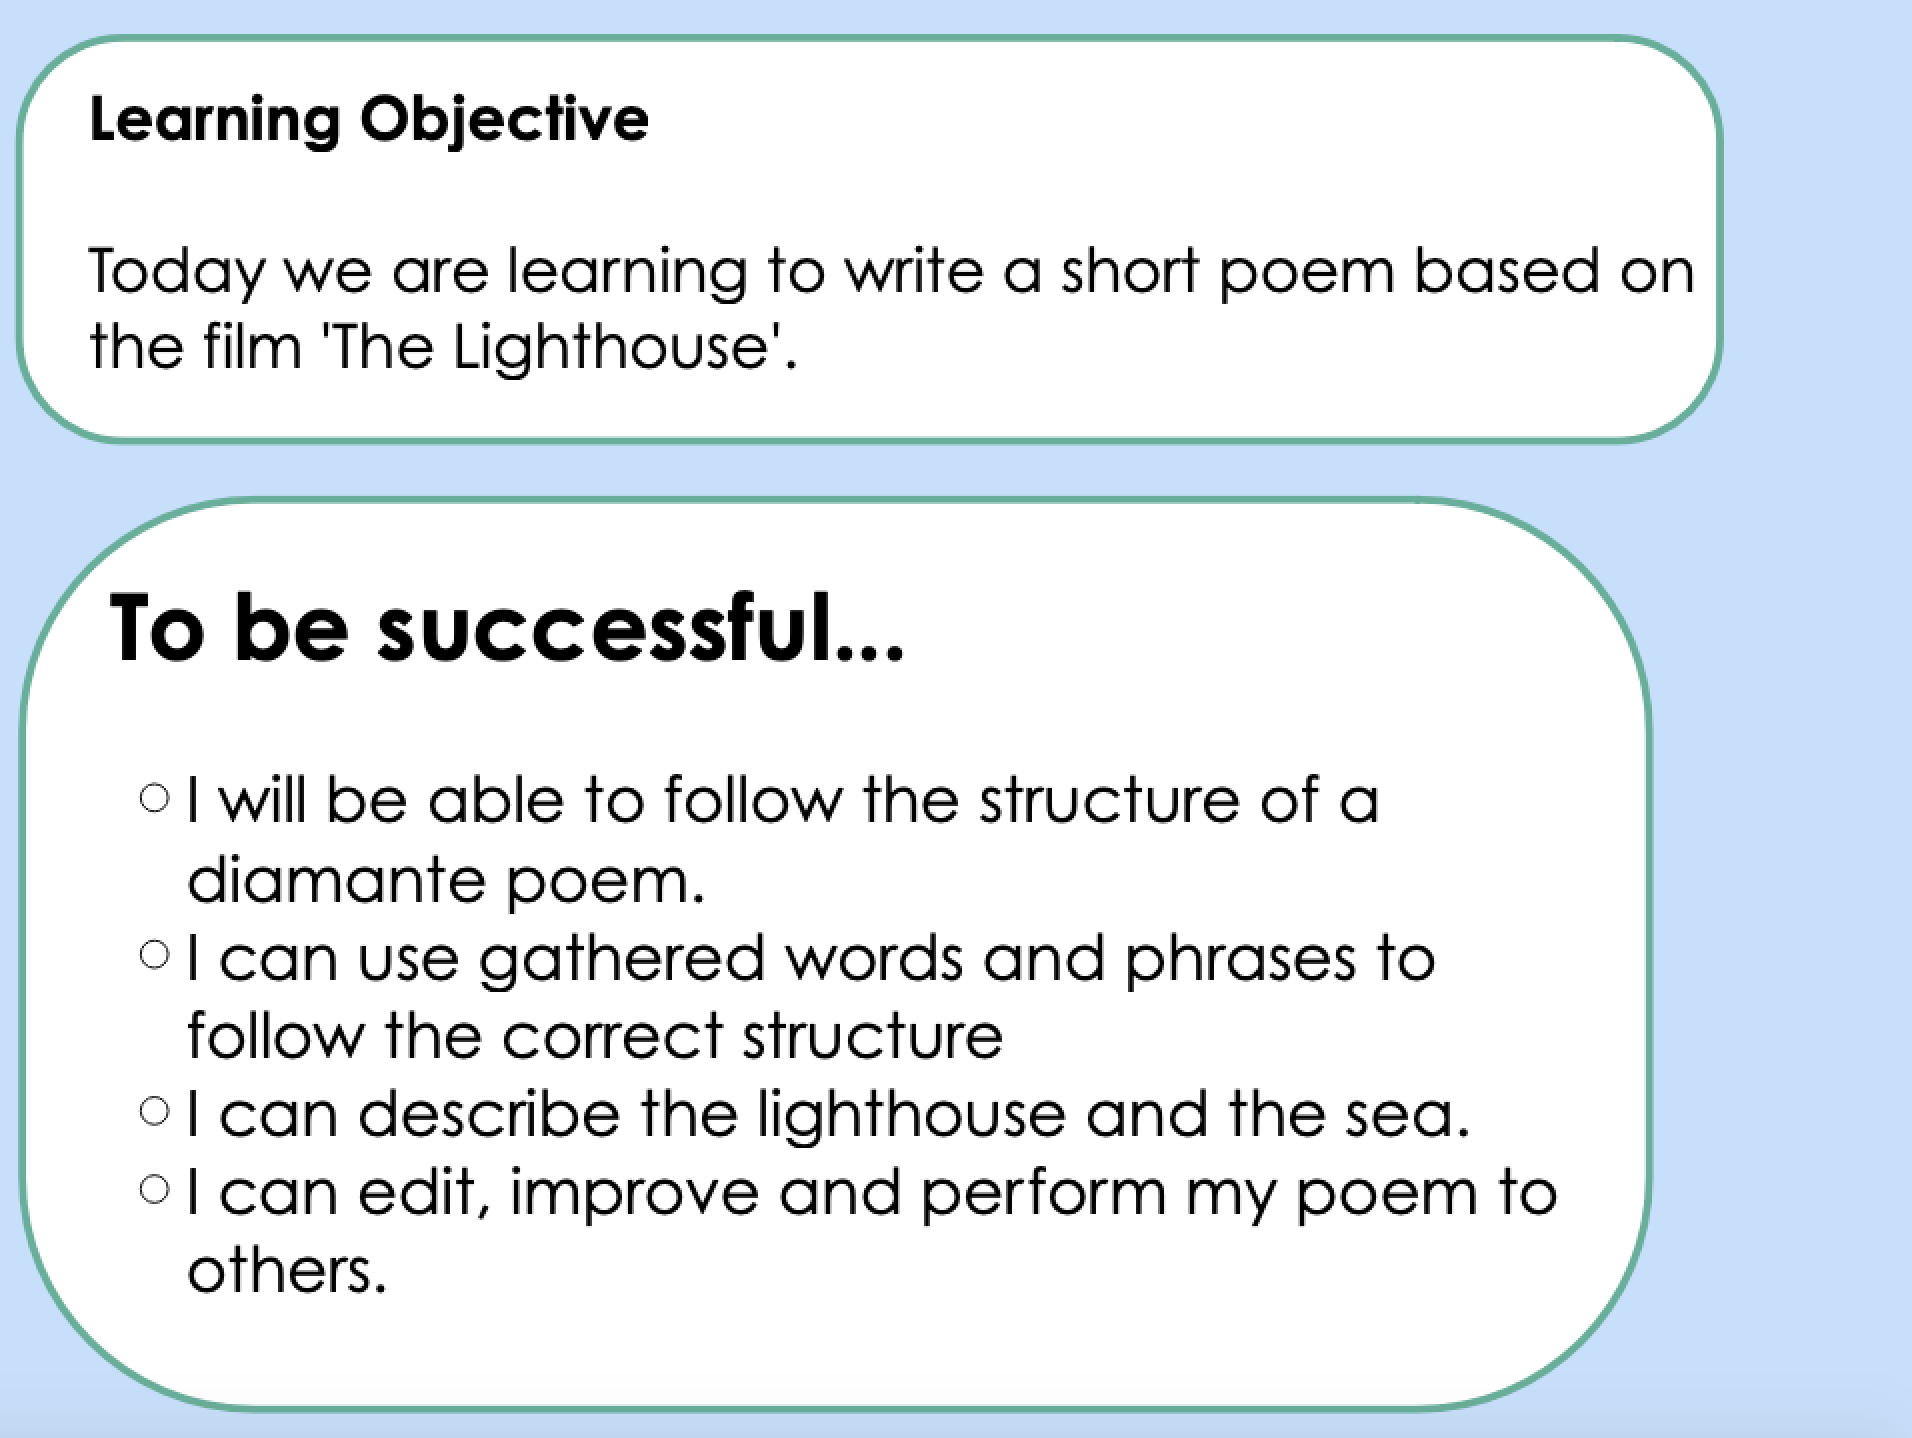 Learning Objective
Today we are learning to write a short poem based on
the film 'The Lighthouse'.
To be successful...
○ I will be able to follow the structure of a
diamante poem.
○ I can use gathered words and phrases to
follow the correct structure
○ I can describe the lighthouse and the sea.
○ I can edit, improve and perform my poem to
others.